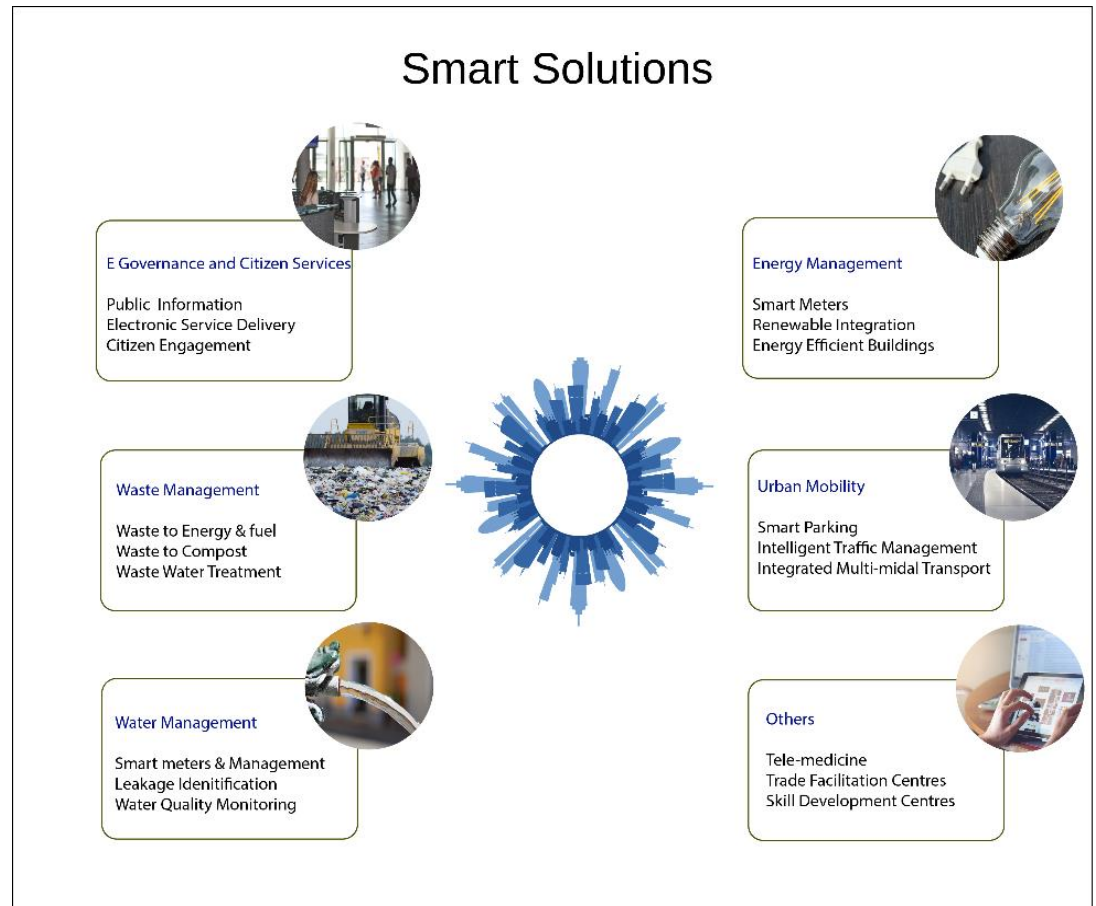 Smart Solutions
E Governance and Citizen Services
Public Information
Electronic Service Delivery
Citizen Engagement
Waste Management
Waste to Energy & fuel
Waste to Compost
Waste Water Treatment
Water Management
Smart meters & Management
Leakage Idenitification
Water Quality Monitoring
Energy Management
Smart Meters
Renewable Integration
Energy Efficient Buildings
Urban Mobility
Smart Parking
Intelligent Traffic Management
Integrated Multi-midal Transport
Others
Tele-medicine
Trade Facilitation Centres
Skill Development Centres